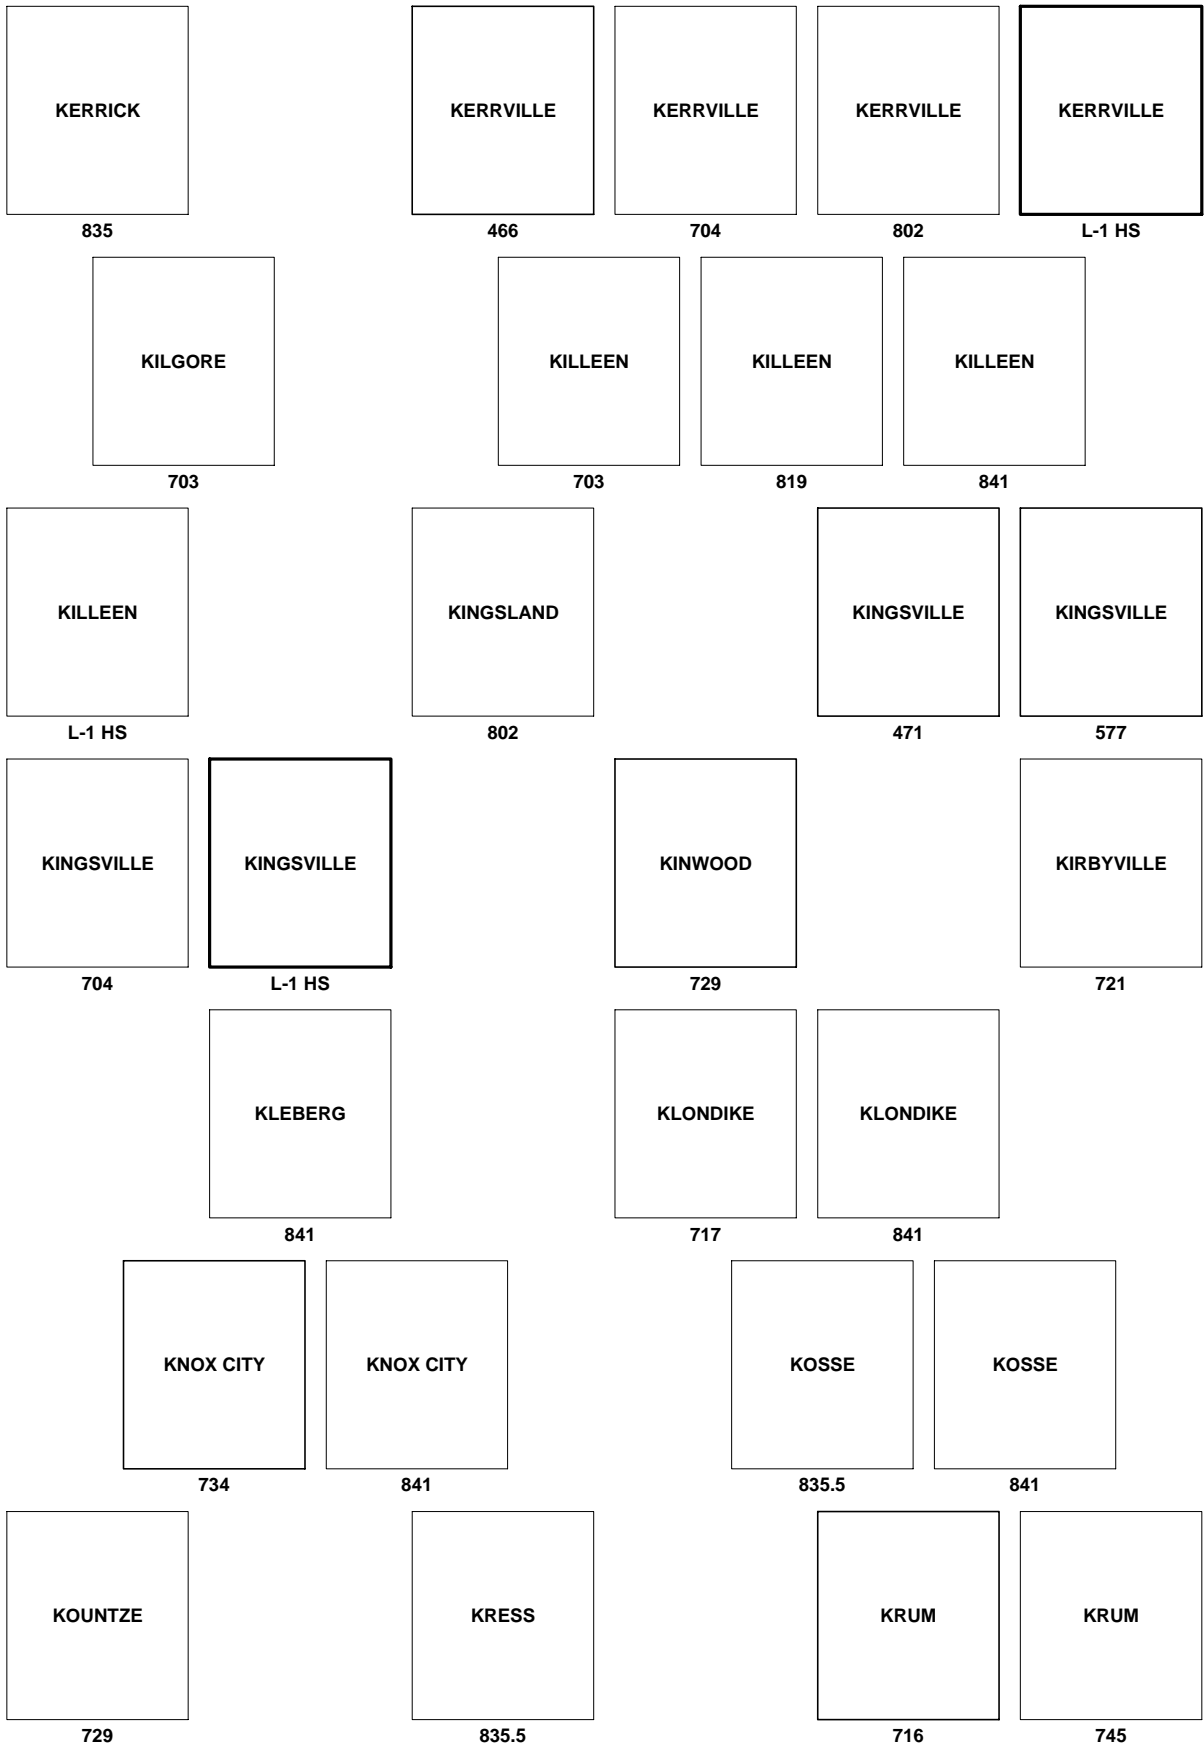 KERRICK KERRVILLE KERRVILLE KERRVILLE KERRVILLE
835 466 704 802 L-1 HS
KILGORE KILLEEN KILLEEN KILLEEN
703 703 819 841
KILLEEN KINGSLAND KINGSVILLE KINGSVILLE
L-1 HS 802 471 577
KINGSVILLE KINGSVILLE KINWOOD KIRBYVILLE
704 L-1 HS 729 721
KLEBERG KLONDIKE KLONDIKE
841 717 841
KNOX CITY KNOX CITY KOSSE KOSSE
734 841 835.5 841
KOUNTZE KRESS KRUM KRUM
729 835.5 716 745